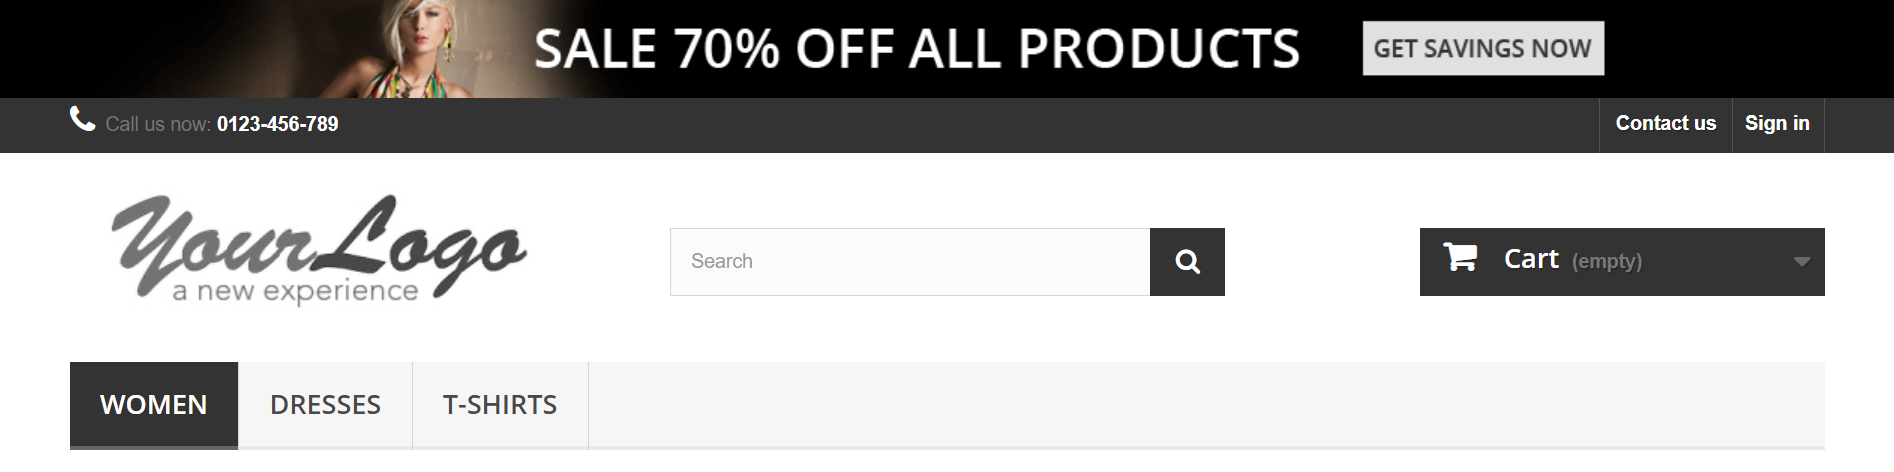 SALE 70% OFF ALL PRODUCTS GET SAVINGS NOW
Call us now: 0123-456-789 Contact us Sign in
YourLogo
a new experience
Search
Cart (empty)
WOMEN DRESSES T-SHIRTS